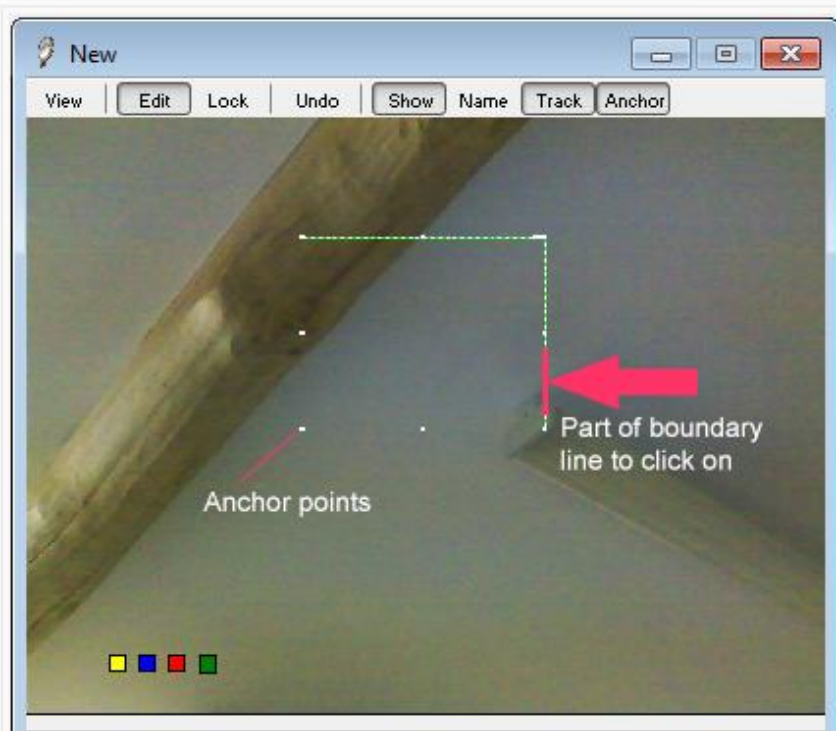 New
View Edit Lock Undo Show Name Track Anchor
Part of boundary
line to click on
Anchor points